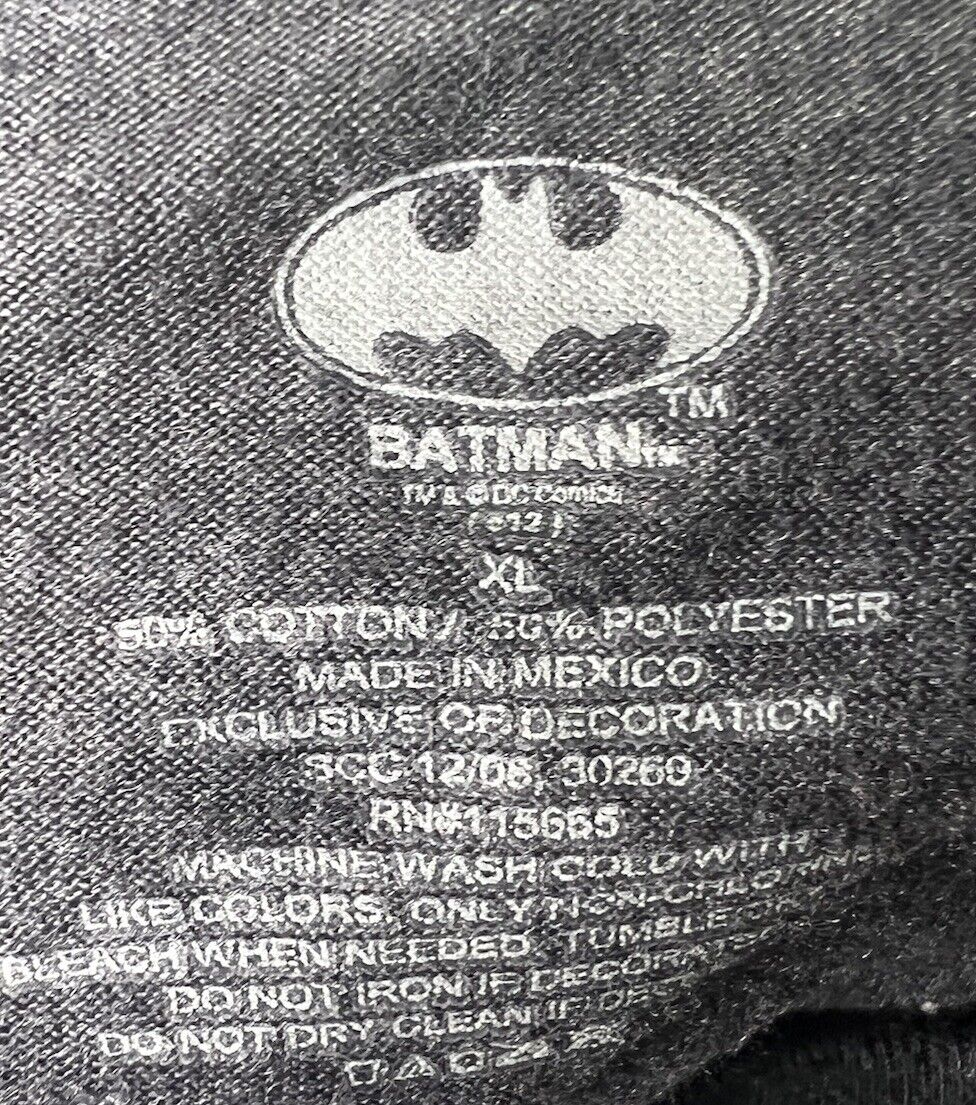 TM
BATMAN TM
TM & © DC Comics
(s12)
XL
50% COTTON / 50% POLYESTER
MADE IN MEXICO
EXCLUSIVE OF DECORATION
SCC 12/08, 30260
RN#115665
MACHINE WASH COLD WITH
LIKE COLORS. ONLY NON-CHLORINE
BLEACH WHEN NEEDED. TUMBLE DRY
DO NOT IRON IF DECORATED
DO NOT DRY CLEAN IF